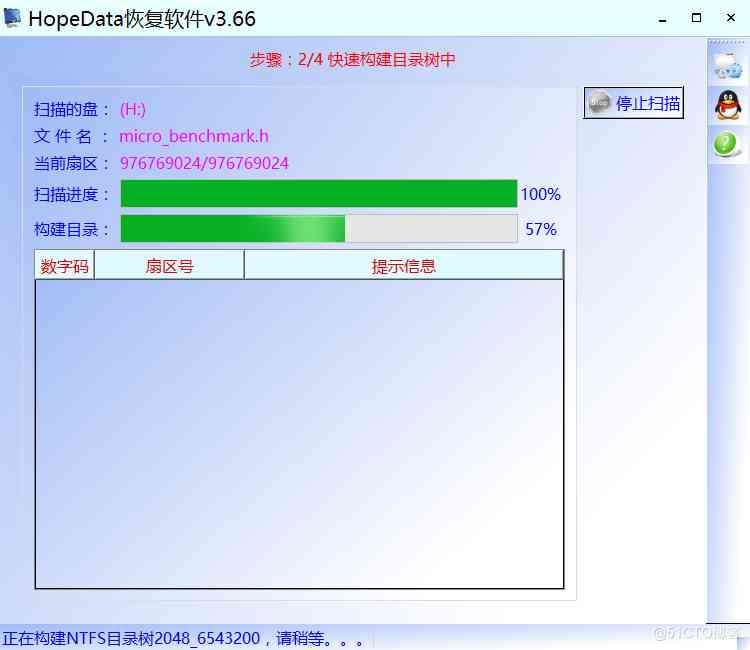 HopeData恢复软件v3.66
步骤：2/4 快速构建目录树中
扫描的盘： (H:)
停止扫描
文 件 名 ： micro_benchmark.h
当前扇区： 976769024/976769024
扫描进度： 100%
构建目录： 57%
数字码 扇区号 提示信息
正在构建NTFS目录树2048_6543200，请稍等。。。
@51CTO博客